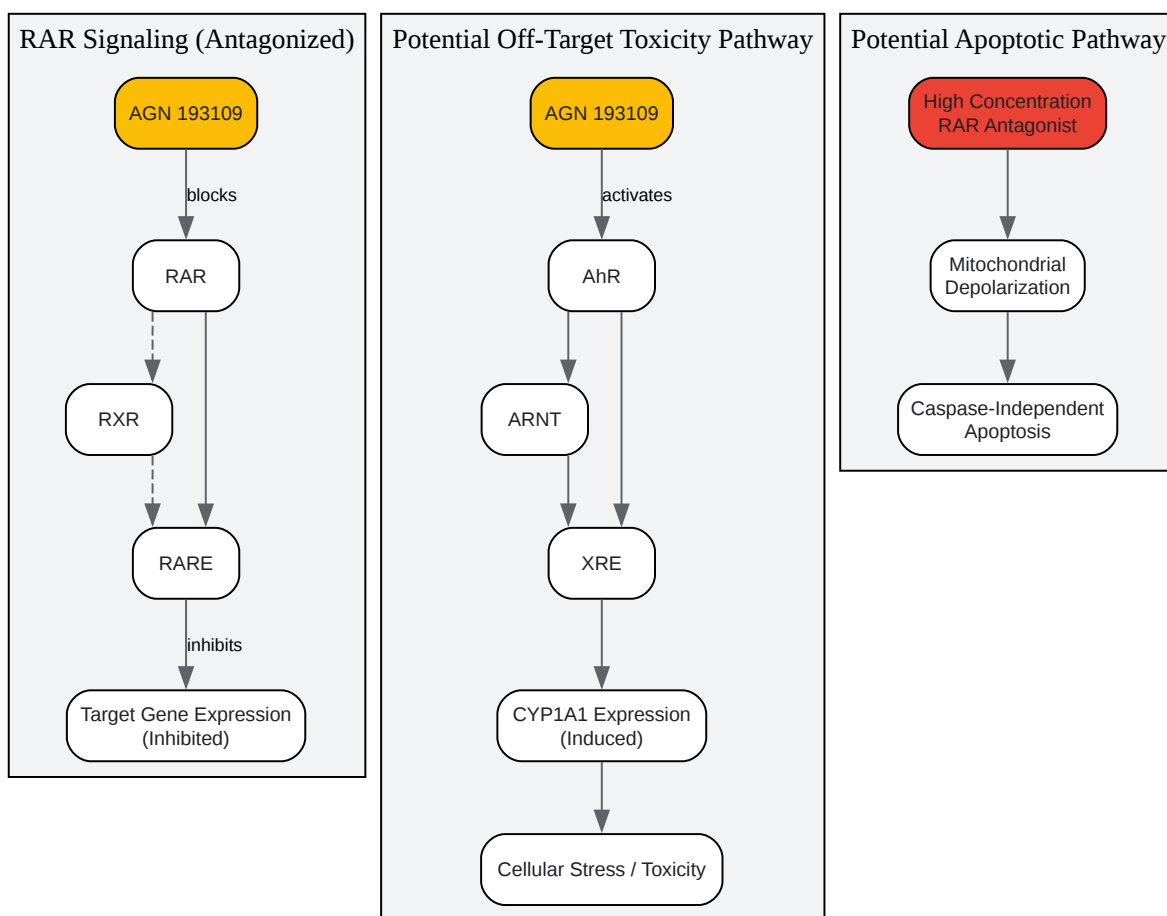 RAR Signaling (Antagonized)
AGN 193109
blocks
RAR
RXR
RARE
inhibits
Target Gene Expression
(Inhibited)
Potential Off-Target Toxicity Pathway
AGN 193109
activates
AhR
ARNT
XRE
CYP1A1 Expression
(Induced)
Cellular Stress / Toxicity
Potential Apoptotic Pathway
High Concentration
RAR Antagonist
Mitochondrial
Depolarization
Caspase-Independent
Apoptosis